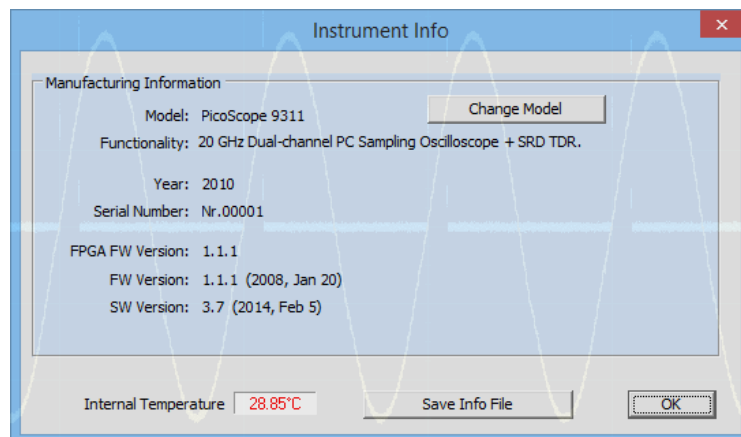 Instrument Info
Manufacturing Information
Model: PicoScope 9311 Change Model
Functionality: 20 GHz Dual-channel PC Sampling Oscilloscope + SRD TDR.
Year: 2010
Serial Number: Nr.00001
FPGA FW Version: 1.1.1
FW Version: 1.1.1 (2008, Jan 20)
SW Version: 3.7 (2014, Feb 5)
Internal Temperature 28.85°C Save Info File OK